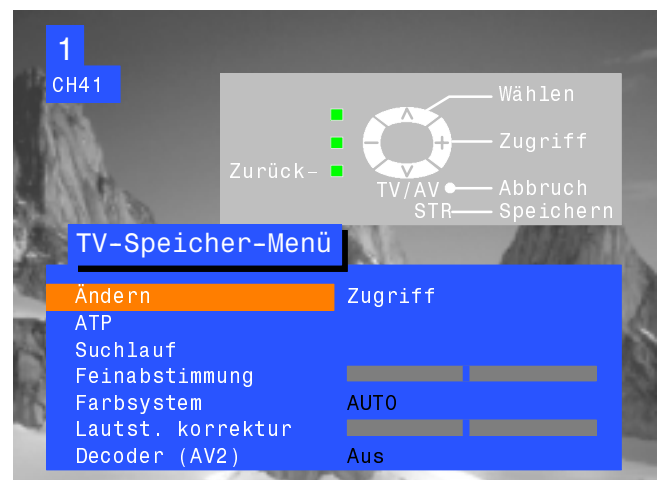 1
CH41
Wählen
Zugriff
Zurück–
TV/AV Abbruch
STR Speichern
TV–Speicher–Menü
Ändern Zugriff
ATP
Suchlauf
Feinabstimmung
Farbsystem AUTO
Lautst. korrektur
Decoder (AV2) Aus